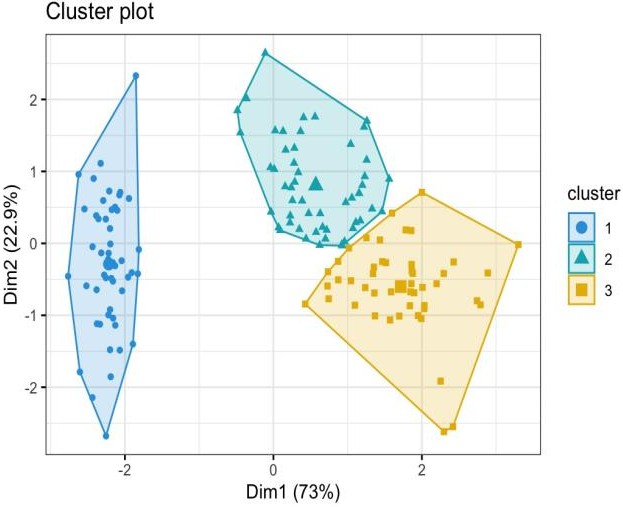 Cluster plot
2
1
0
-1
-2
Dim2 (22.9%)
-2
0
2
Dim1 (73%)
cluster
1
2
3